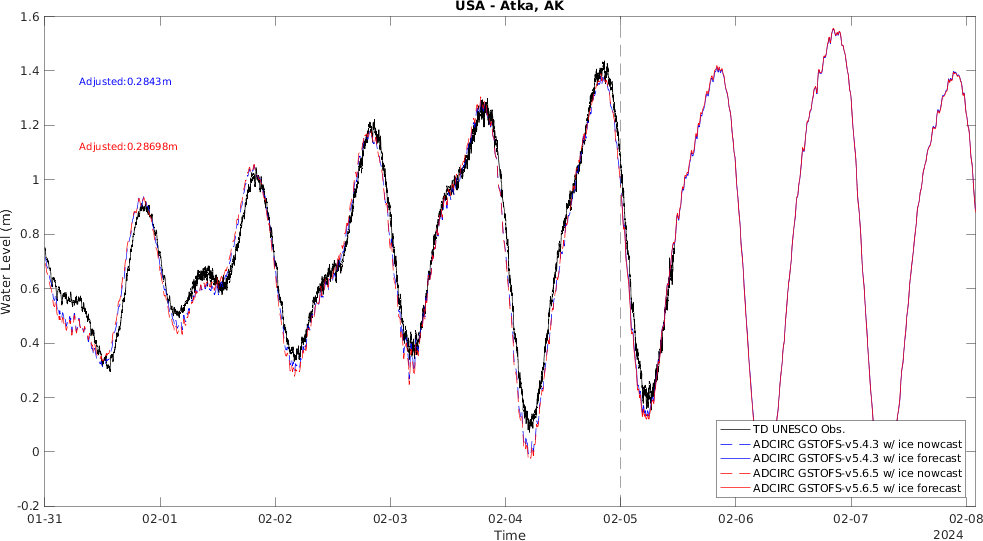 USA - Atka, AK
Water Level (m)
1.6
1.4
1.2
1
0.8
0.6
0.4
0.2
0
-0.2
Adjusted:0.2843m
Adjusted:0.28698m
TD UNESCO Obs.
ADCIRC GSTOFS-v5.4.3 w/ ice nowcast
ADCIRC GSTOFS-v5.4.3 w/ ice forecast
ADCIRC GSTOFS-v5.6.5 w/ ice nowcast
ADCIRC GSTOFS-v5.6.5 w/ ice forecast
01-31 02-01 02-02 02-03 02-04 02-05 02-06 02-07 02-08
Time
2024